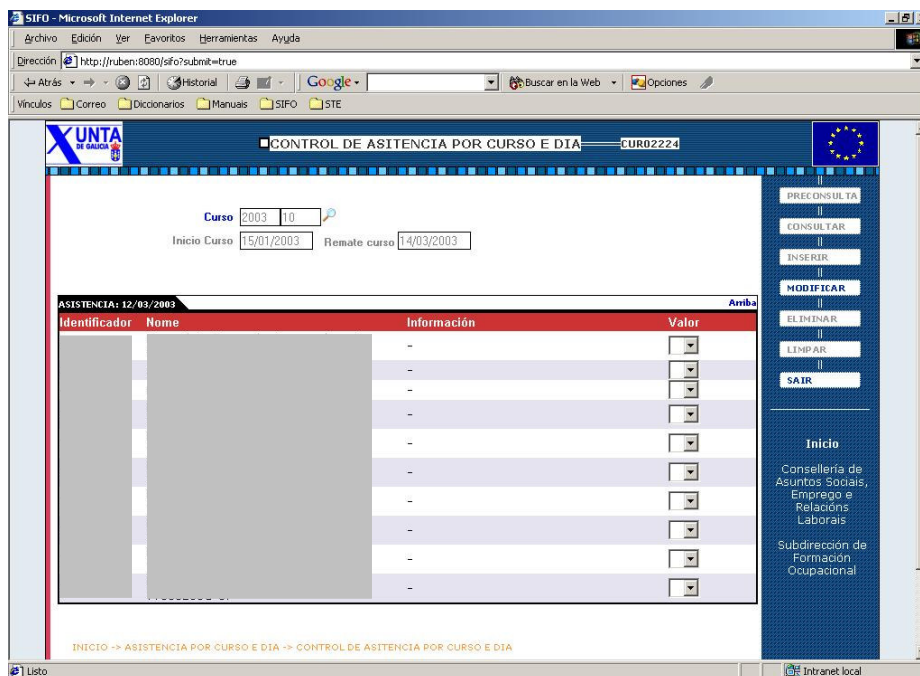 SIFO - Microsoft Internet Explorer
Archivo Edición Ver Favoritos Herramientas Ayuda
Dirección http://ruben:8080/sifo?submit=true
Atrás Historial Google Buscar en la Web Opciones
Vínculos Correo Diccionarios Manuais SIFO STE
XUNTA
DE GALICIA
CONTROL DE ASITENCIA POR CURSO E DIA CUR02224
Curso 2003 10
Inicio Curso 15/01/2003 Remate curso 14/03/2003
ASISTENCIA: 12/03/2003 Arriba
Identificador Nome Información Valor
-
-
-
-
-
-
-
-
-
-
INICIO -> ASISTENCIA POR CURSO E DIA -> CONTROL DE ASITENCIA POR CURSO E DIA
PRECONSULTA
CONSULTAR
INSERIR
MODIFICAR
ELIMINAR
LIMPAR
SAIR
Inicio
Consellería de
Asuntos Sociais,
Emprego e
Relacións
Laborais
Subdirección de
Formación
Ocupacional
Listo Intranet local